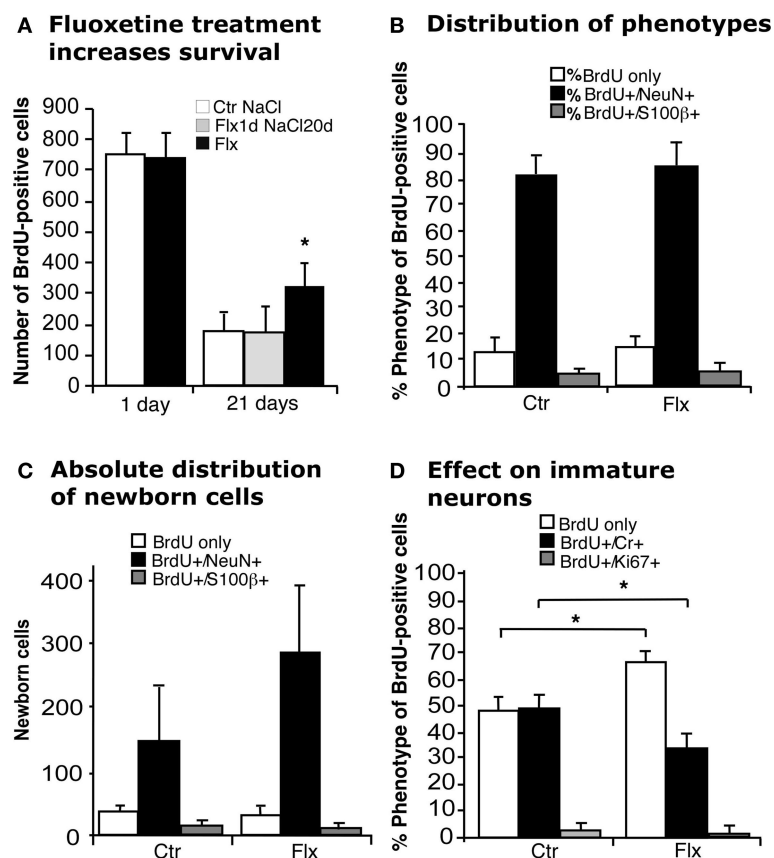 A Fluoxetine treatment
increases survival
Number of BrdU-positive cells
900
800
700
600
500
400
300
200
100
0
Ctr NaCl
Flx1d NaCl20d
Flx
*
1 day
21 days
B Distribution of phenotypes
% Phenotype of BrdU-positive cells
%BrdU only
%BrdU+/NeuN+
%BrdU+/S100β+
100
90
80
70
60
50
40
30
20
10
0
Ctr
Flx
C Absolute distribution
of newborn cells
Newborn cells
BrdU only
BrdU+/NeuN+
BrdU+/S100β+
400
300
200
100
0
Ctr
Flx
D Effect on immature
neurons
% Phenotype of BrdU-positive cells
BrdU only
BrdU+/Cr+
BrdU+/Ki67+
100
90
80
70
60
50
40
30
20
10
0
*
*
Ctr
Flx